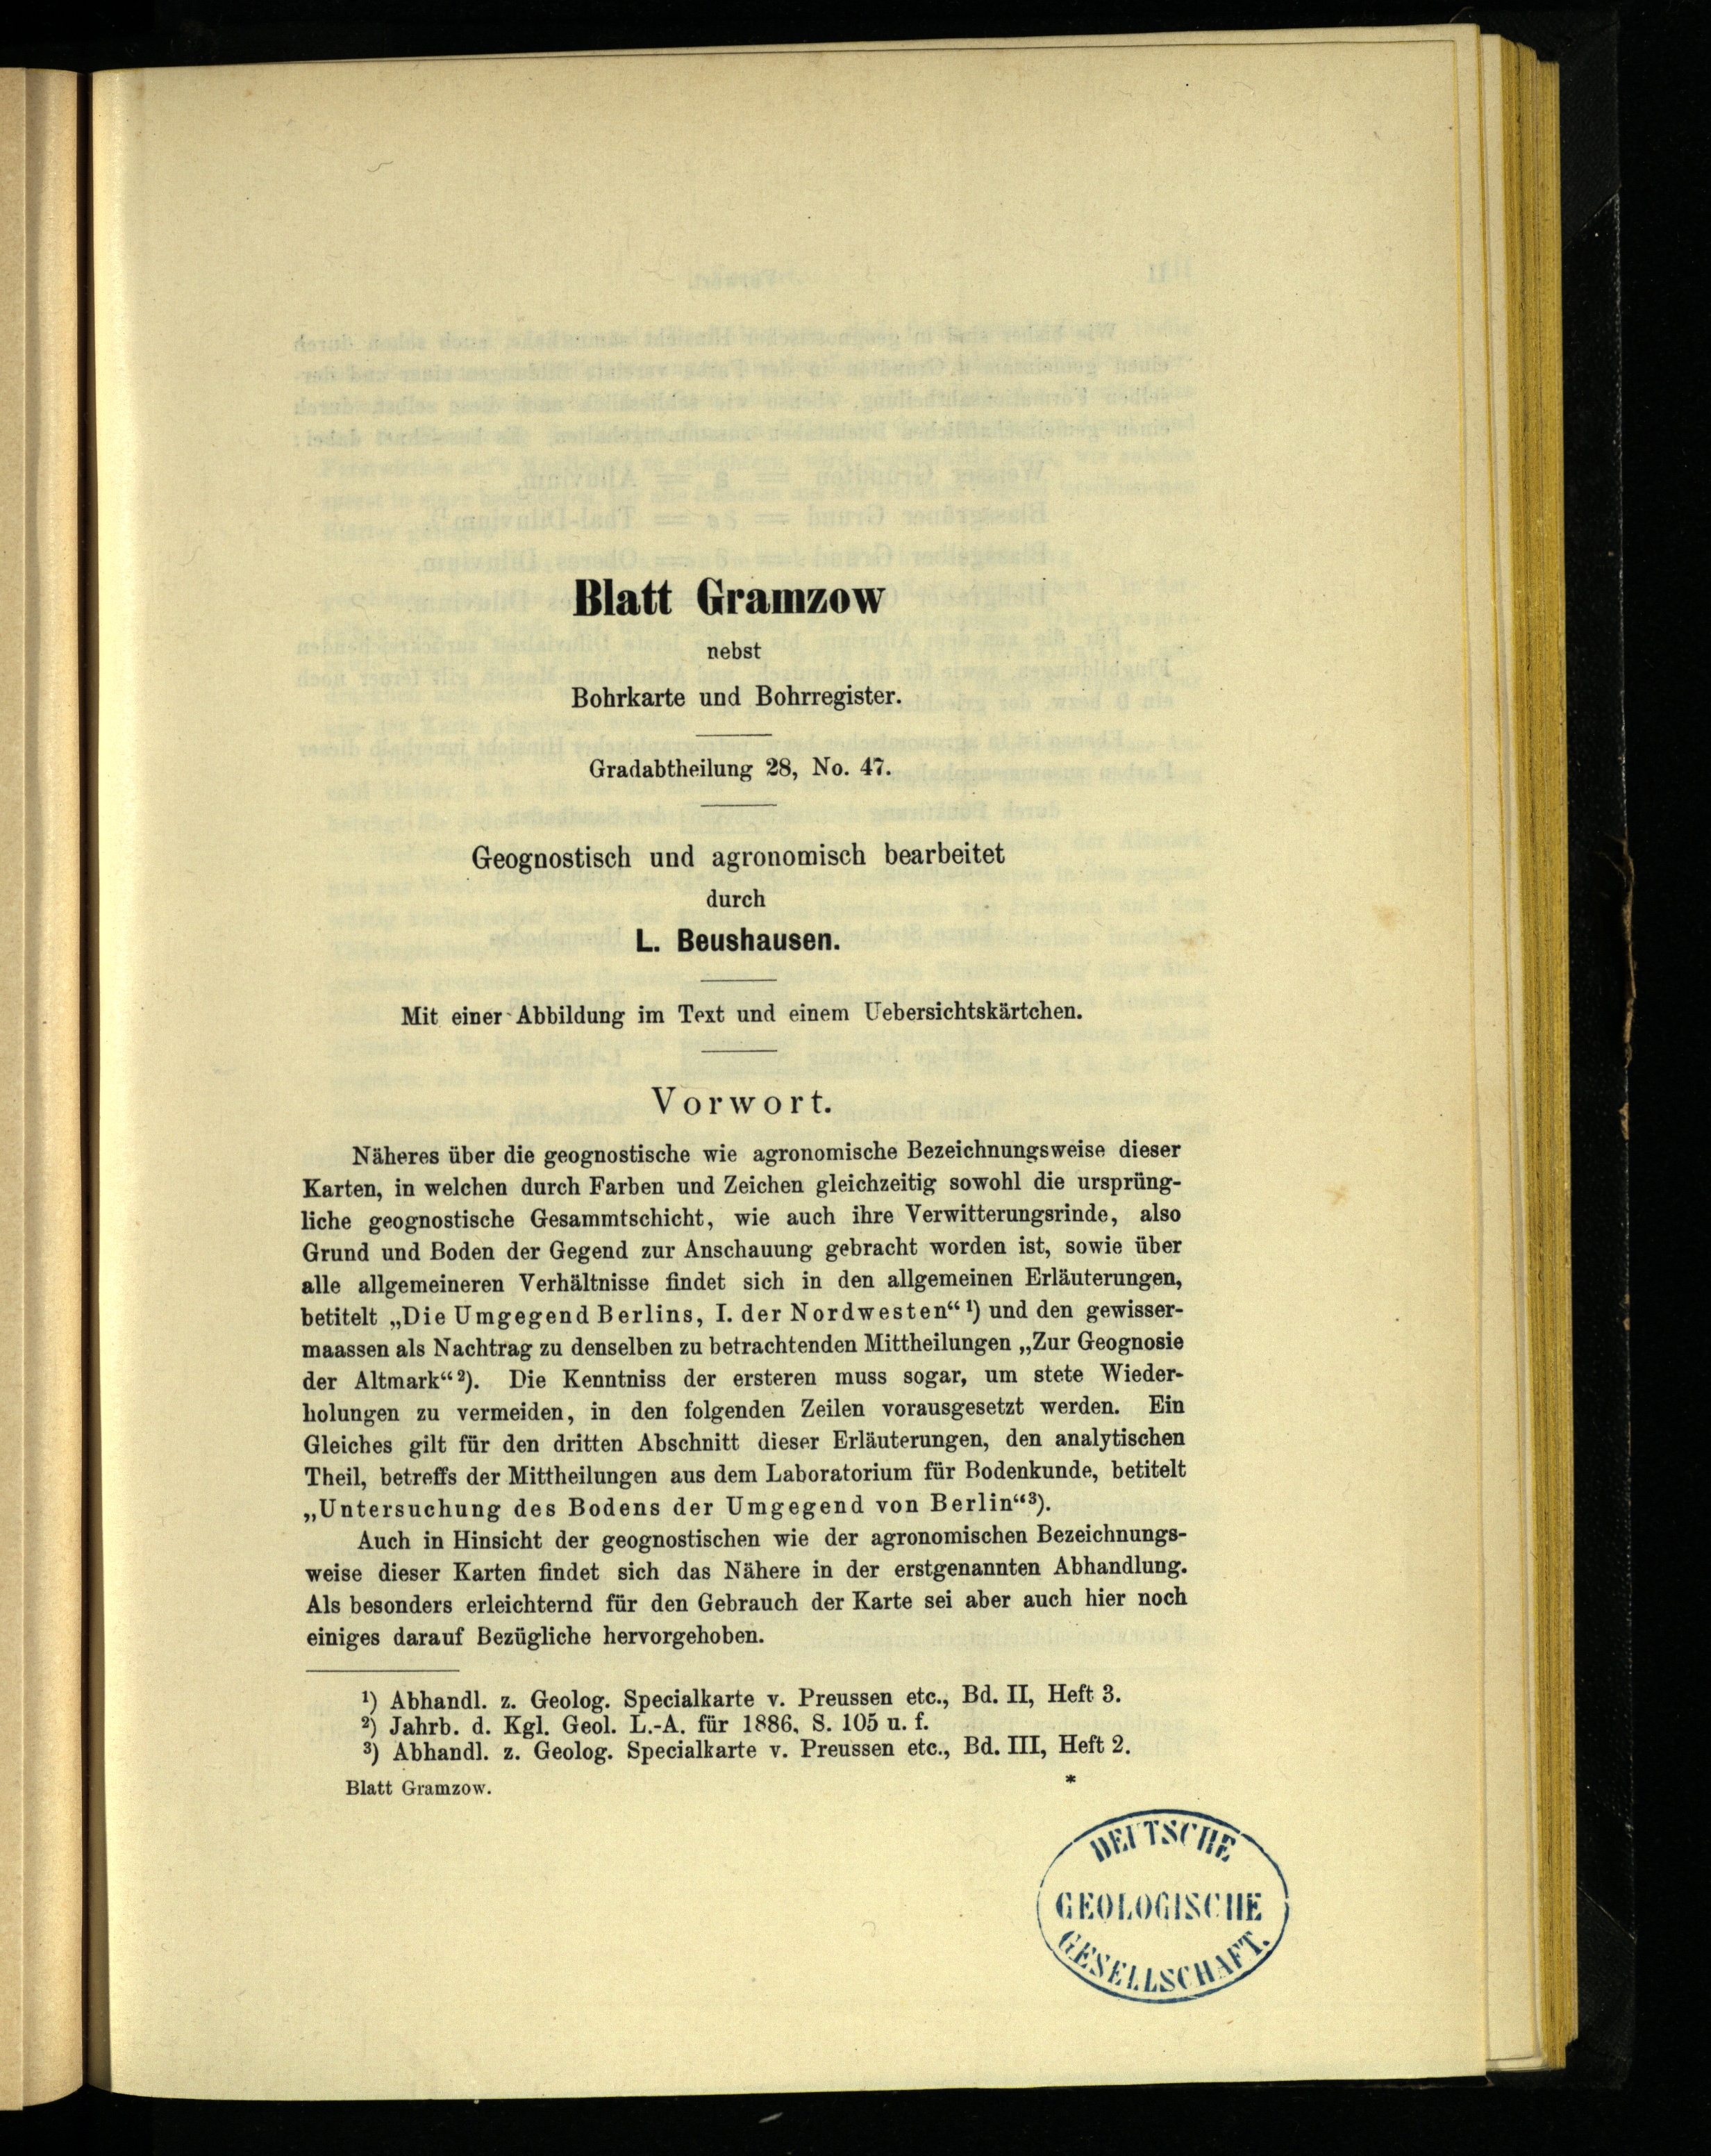 Blatt Gramzow
nebst
Bohrkarte und Bohrregister.
Gradabtheilung 28, No. 47.
Geognostisch und agronomisch bearbeitet
durch
L. Beushausen.
Mit einer Abbildung im Text und einem Uebersichtskärtchen.
Vorwort.
Näheres über die geognostische wie agronomische Bezeichnungsweise dieser
Karten, in welchen durch Farben und Zeichen gleichzeitig sowohl die ursprüng-
liche geognostische Gesammtschicht, wie auch ihre Verwitterungsrinde, also
Grund und Boden der Gegend zur Anschauung gebracht worden ist, sowie über
alle allgemeineren Verhältnisse findet sich in den allgemeinen Erläuterungen,
betitelt „Die Umgegend Berlins, I. der Nordwesten“ ¹) und den gewisser-
maassen als Nachtrag zu denselben zu betrachtenden Mittheilungen „Zur Geognosie
der Altmark“ ²). Die Kenntniss der ersteren muss sogar, um stete Wieder-
holungen zu vermeiden, in den folgenden Zeilen vorausgesetzt werden. Ein
Gleiches gilt für den dritten Abschnitt dieser Erläuterungen, den analytischen
Theil, betreffs der Mittheilungen aus dem Laboratorium für Bodenkunde, betitelt
„Untersuchung des Bodens der Umgegend von Berlin“³).
Auch in Hinsicht der geognostischen wie der agronomischen Bezeichnungs-
weise dieser Karten findet sich das Nähere in der erstgenannten Abhandlung.
Als besonders erleichternd für den Gebrauch der Karte sei aber auch hier noch
einiges darauf Bezügliche hervorgehoben.
¹) Abhandl. z. Geolog. Specialkarte v. Preussen etc., Bd. II, Heft 3.
²) Jahrb. d. Kgl. Geol. L.-A. für 1886, S. 105 u. f.
³) Abhandl. z. Geolog. Specialkarte v. Preussen etc., Bd. III, Heft 2.
Blatt Gramzow. *
DEUTSCHE
GEOLOGISCHE
GESELLSCHAFT.